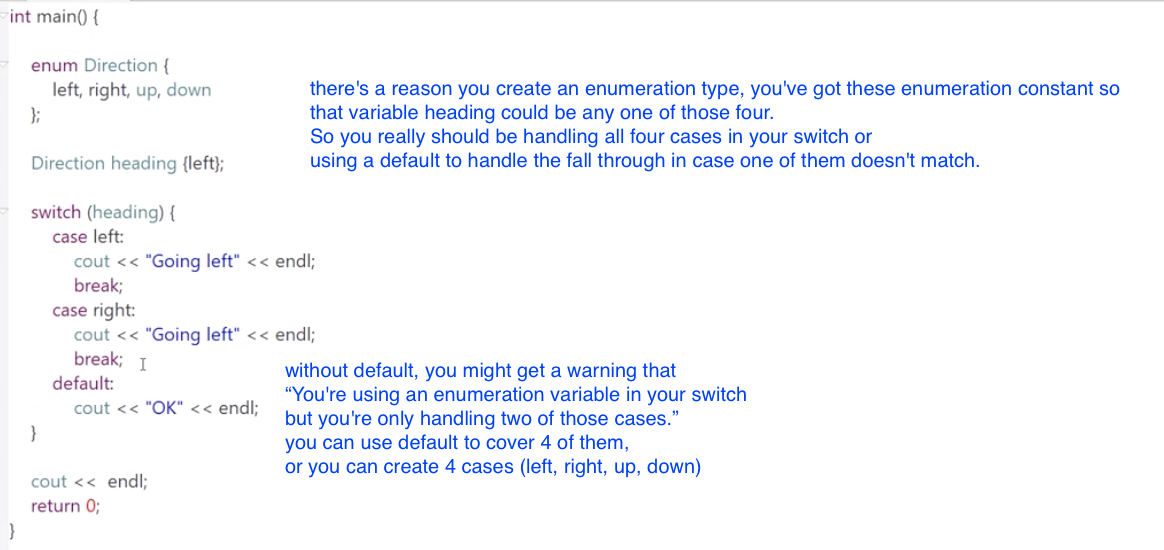 int main() {
enum Direction {
left, right, up, down
};
there's a reason you create an enumeration type, you've got these enumeration constant so
that variable heading could be any one of those four.
So you really should be handling all four cases in your switch or
using a default to handle the fall through in case one of them doesn't match.
Direction heading {left};
switch (heading) {
case left:
cout << "Going left" << endl;
break;
case right:
cout << "Going left" << endl;
break;
default:
cout << "OK" << endl;
}
without default, you might get a warning that
“You're using an enumeration variable in your switch
but you're only handling two of those cases.”
you can use default to cover 4 of them,
or you can create 4 cases (left, right, up, down)
cout << endl;
return 0;
}